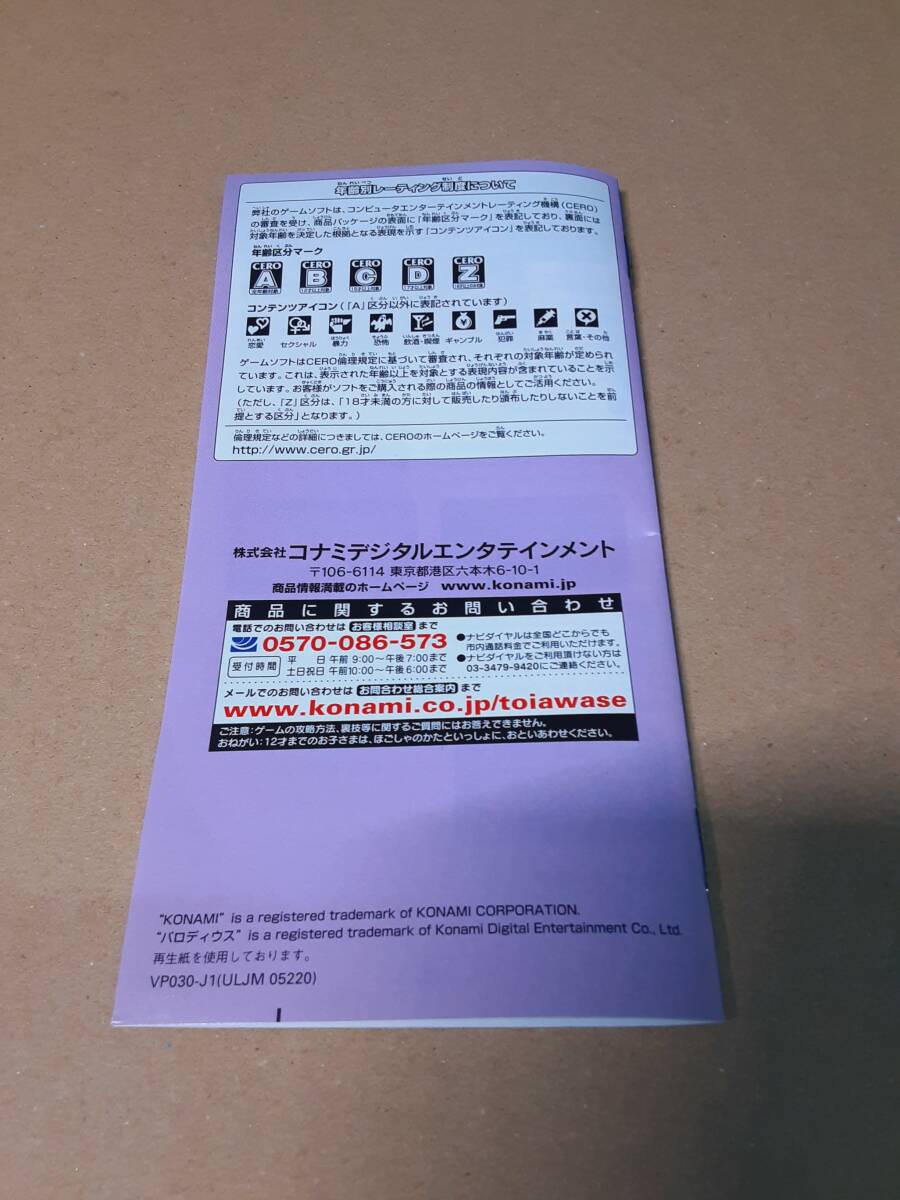 年齢別レーティング制度について
弊社のゲームソフトは、コンピュータエンターテインメントレーティング機構(CERO)
の審査を受け、商品パッケージの表面に「年齢区分マーク」を表記しており、裏面には
対象年齢を決定した根拠となる表現を示す「コンテンツアイコン」を表記しております。
年齢区分マーク
CERO CERO CERO CERO CERO
A B C D Z
全年齢対象 12才以上対象 15才以上対象 17才以上対象 18才以上のみ対象
コンテンツアイコン(「A」区分以外に表記されています)
恋愛 セクシャル 暴力 恐怖 飲酒・喫煙 ギャンブル 犯罪 麻薬 言葉・その他
ゲームソフトはCERO倫理規定に基づいて審査され、それぞれの対象年齢が定められ
ています。これは、表示された年齢以上を対象とする表現内容が含まれていることを示
しています。お客様がソフトをご購入される際の商品の情報としてご活用ください。
(ただし、「Z」区分は、「18才未満の方に対して販売したり頒布したりしないことを前
提とする区分」となります。)
倫理規定などの詳細につきましては、CEROのホームページをご覧ください。
http://www.cero.gr.jp/
株式会社コナミデジタルエンタテインメント
〒106-6114 東京都港区六本木6-10-1
商品情報満載のホームページ www.konami.jp
商品に関するお問い合わせ
電話でのお問い合わせは お客様相談室 まで
0570-086-573
受付時間 平 日 午前 9:00～午後7:00まで
土日祝日 午前10:00～午後6:00まで
●ナビダイヤルは全国どこからでも
市内通話料金でご利用いただけます。
●ナビダイヤルをご利用頂けない方は
03-3479-9420にご連絡ください。
メールでのお問い合わせは お問合わせ総合案内 まで
www.konami.co.jp/toiawase
ご注意:ゲームの攻略方法、裏技等に関するご質問にはお答えできません。
おねがい:12才までのお子さまは、ほごしゃのかたといっしょに、おといあわせください。
"KONAMI" is a registered trademark of KONAMI CORPORATION.
"パロディウス" is a registered trademark of Konami Digital Entertainment Co., Ltd.
再生紙を使用しております。
VP030-J1(ULJM 05220)